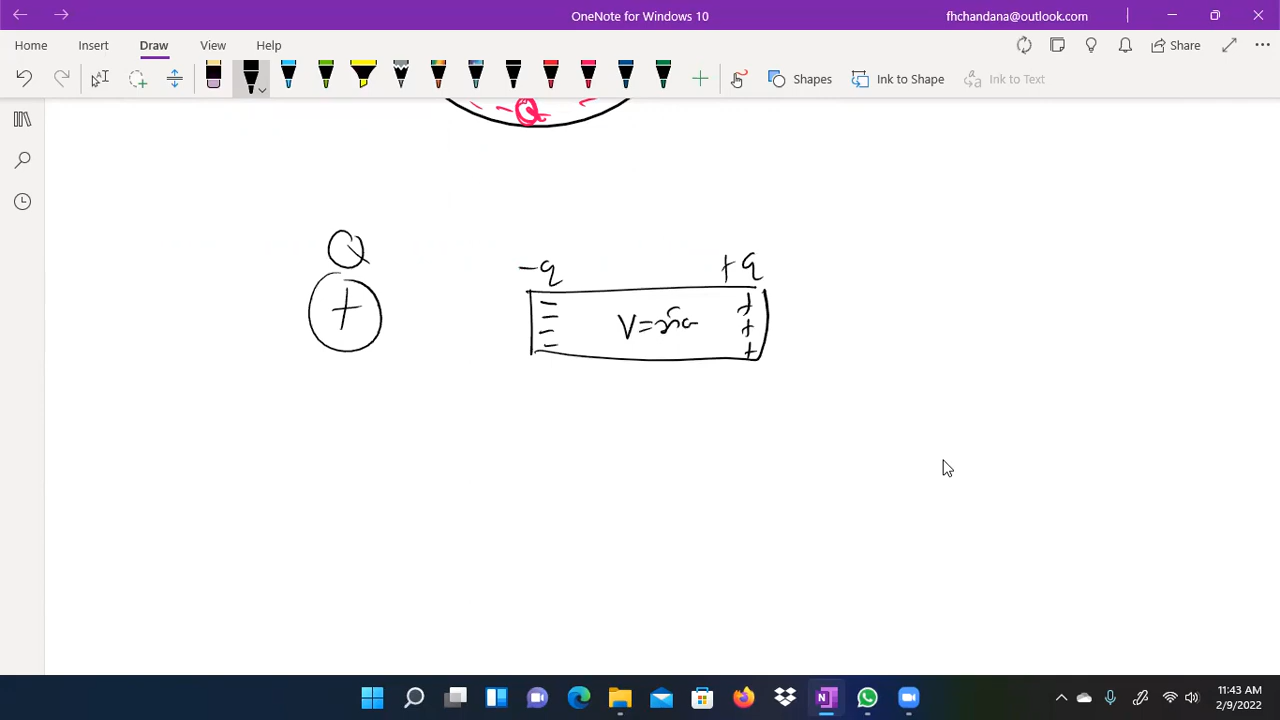 OneNote for Windows 10
fhchandana@outlook.com
Home Insert Draw View Help
Share
Shapes
Ink to Shape
Ink to Text
- Q -
Q
+
-q +q
V=
11:43 AM
2/9/2022